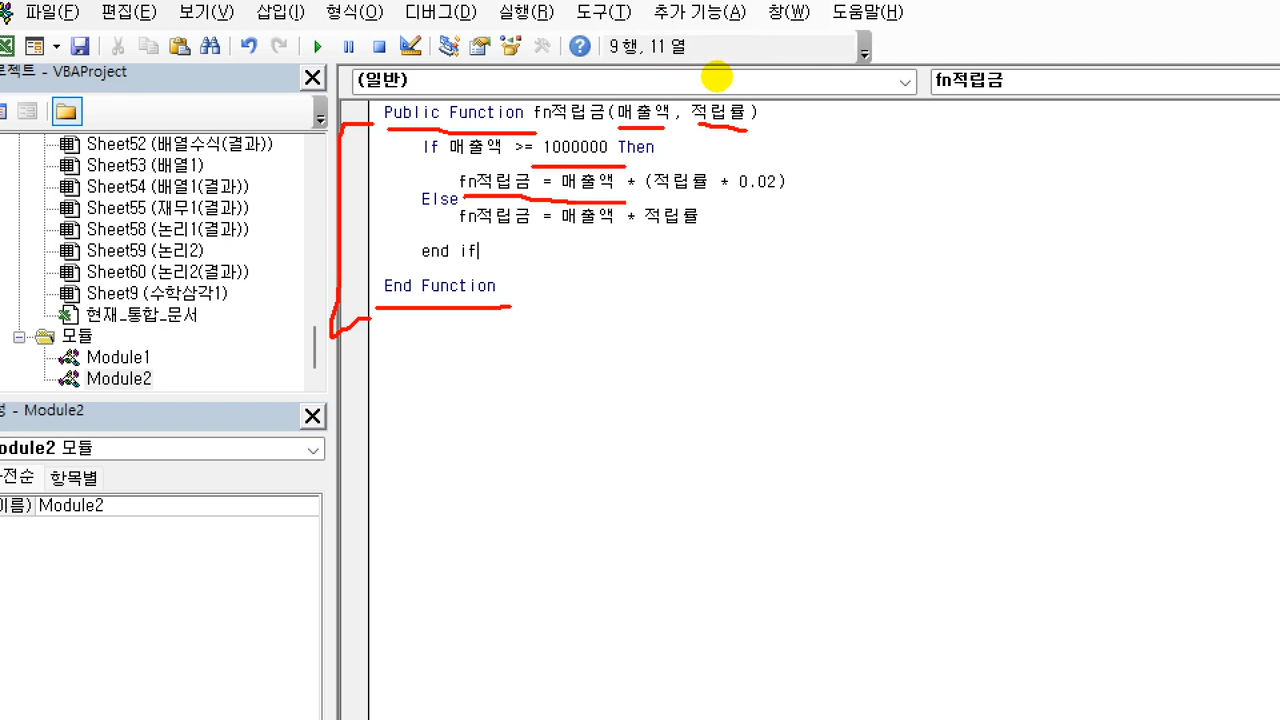 파일(F) 편집(E) 보기(V) 삽입(I) 형식(O) 디버그(D) 실행(R) 도구(T) 추가 기능(A) 창(W) 도움말(H)
9 행, 11 열
로젝트 - VBAProject
Sheet52 (배열수식(결과))
Sheet53 (배열1)
Sheet54 (배열1(결과))
Sheet55 (재무1(결과))
Sheet58 (논리1(결과))
Sheet59 (논리2)
Sheet60 (논리2(결과))
Sheet9 (수학삼각1)
현재_통합_문서
모듈
Module1
Module2
성 - Module2
odule2 모듈
전순 항목별
이름) Module2
(일반) fn적립금
Public Function fn적립금(매출액, 적립률)
If 매출액 >= 1000000 Then
fn적립금 = 매출액 * (적립률 * 0.02)
Else
fn적립금 = 매출액 * 적립률
end if
End Function